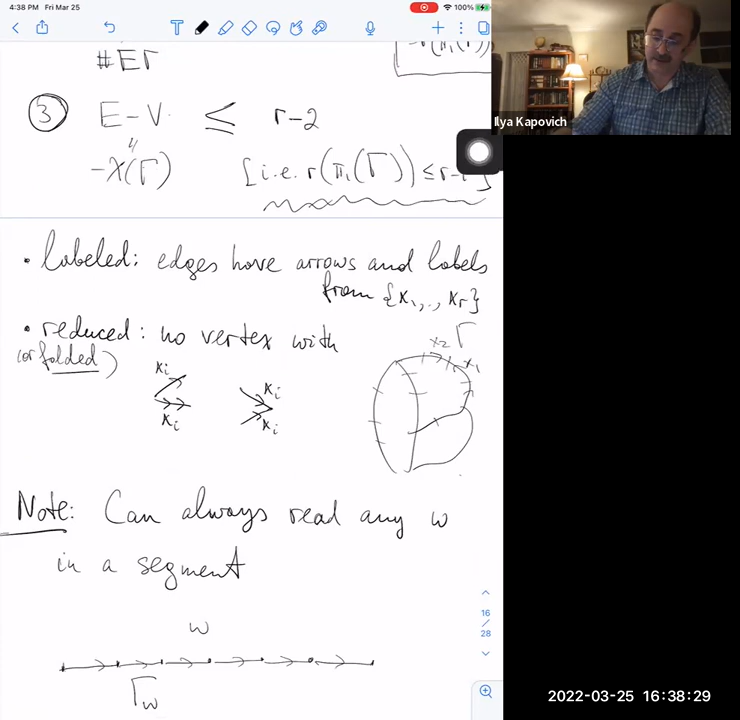 4:38 PM Fri Mar 25
100%
#EΓ
③ E-V ≤ r-2
-χ(Γ) [i.e. r(π₁(Γ)) ≤ r-1]
• labeled: edges have arrows and labels
from {x₁,.., xᵣ}
• reduced: no vertex with
(or folded)
xᵢ xᵢ
xᵢ xᵢ
x₂ Γ
x₁
Note: Can always read any w
in a segment
w
Γw
16
/
28
Ilya Kapovich
2022-03-25 16:38:29